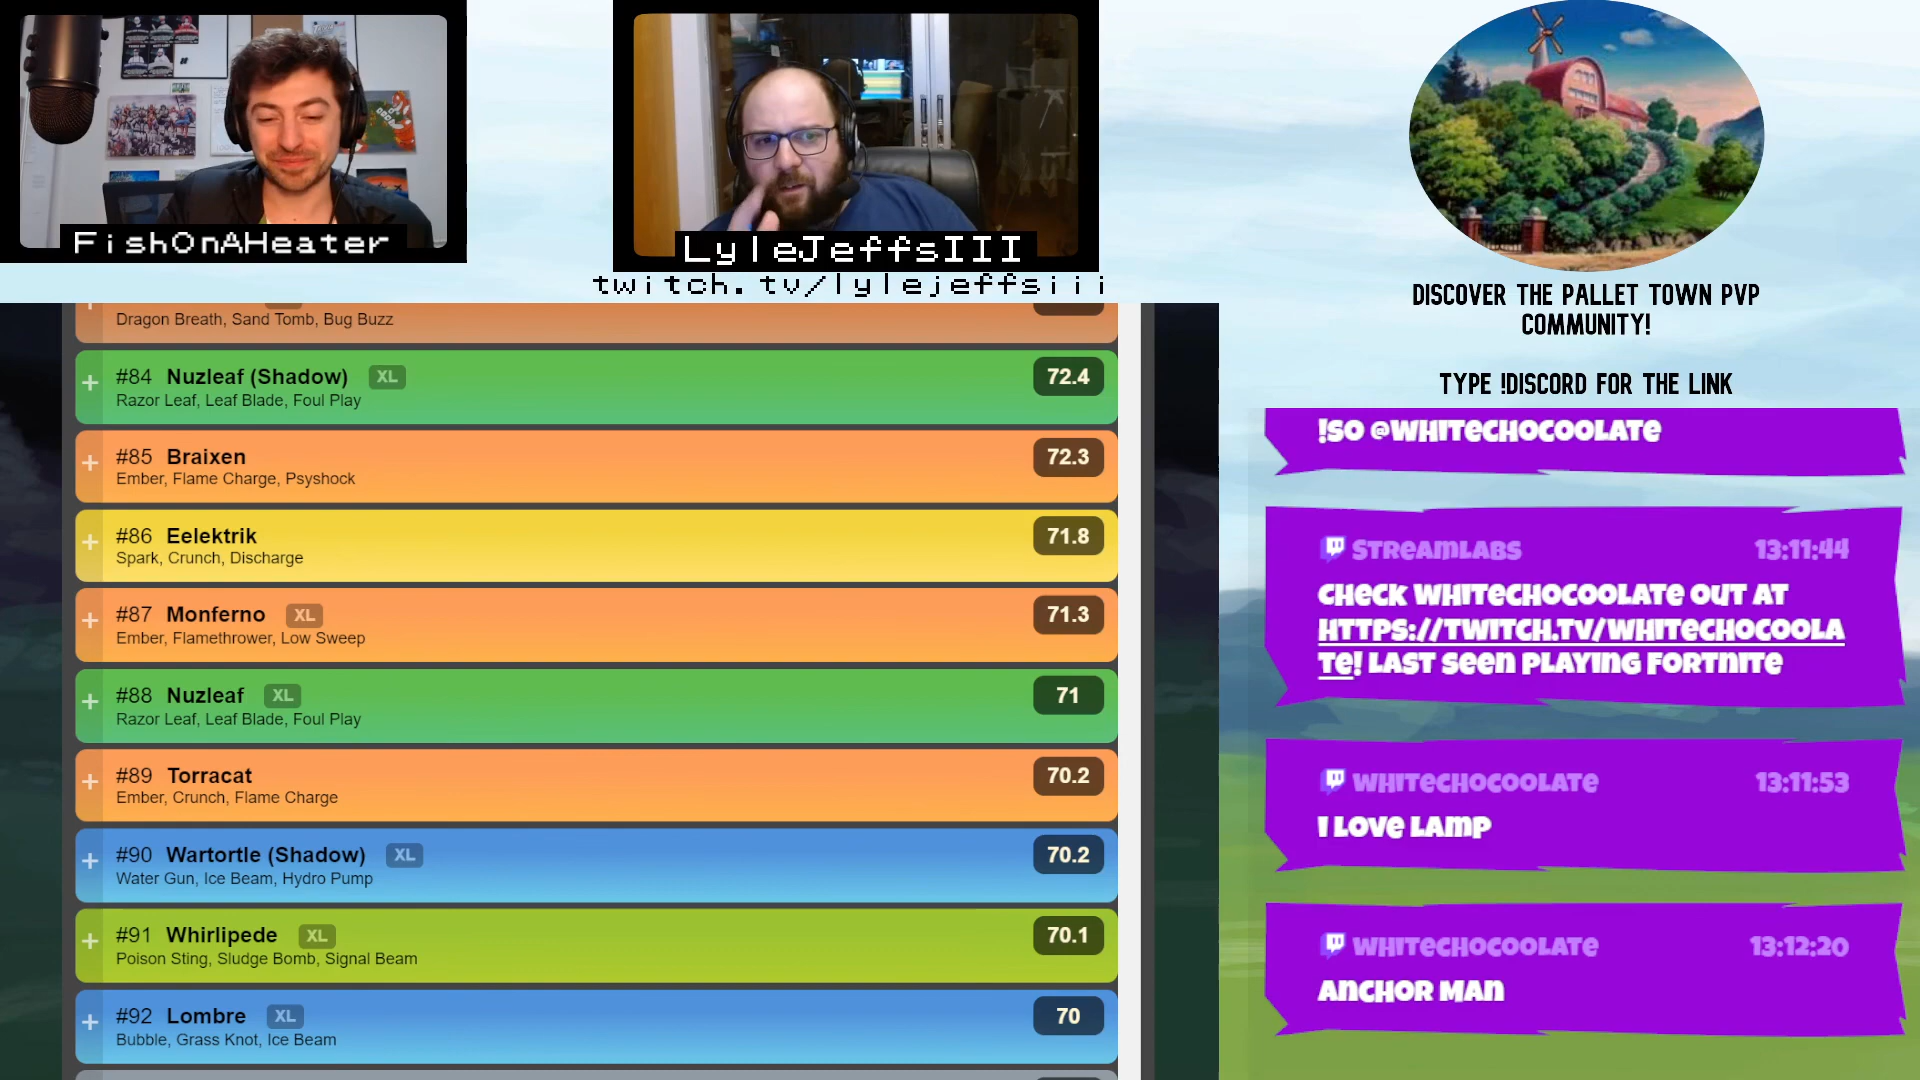 FishOnAHeater
LyleJeffsIII
twitch.tv/lylejeffsiii
DISCOVER THE PALLET TOWN PVP
COMMUNITY!
TYPE !DISCORD FOR THE LINK
Dragon Breath, Sand Tomb, Bug Buzz
+ #84 Nuzleaf (Shadow) XL 72.4
Razor Leaf, Leaf Blade, Foul Play
+ #85 Braixen 72.3
Ember, Flame Charge, Psyshock
+ #86 Eelektrik 71.8
Spark, Crunch, Discharge
+ #87 Monferno XL 71.3
Ember, Flamethrower, Low Sweep
+ #88 Nuzleaf XL 71
Razor Leaf, Leaf Blade, Foul Play
+ #89 Torracat 70.2
Ember, Crunch, Flame Charge
+ #90 Wartortle (Shadow) XL 70.2
Water Gun, Ice Beam, Hydro Pump
+ #91 Whirlipede XL 70.1
Poison Sting, Sludge Bomb, Signal Beam
+ #92 Lombre XL 70
Bubble, Grass Knot, Ice Beam
!so @whitechocoolate
Streamlabs 13:11:44
Check whitechocoolate out at
https://twitch.tv/whitechocoola
te! Last seen playing Fortnite
whitechocoolate 13:11:53
I love lamp
whitechocoolate 13:12:20
Anchor man